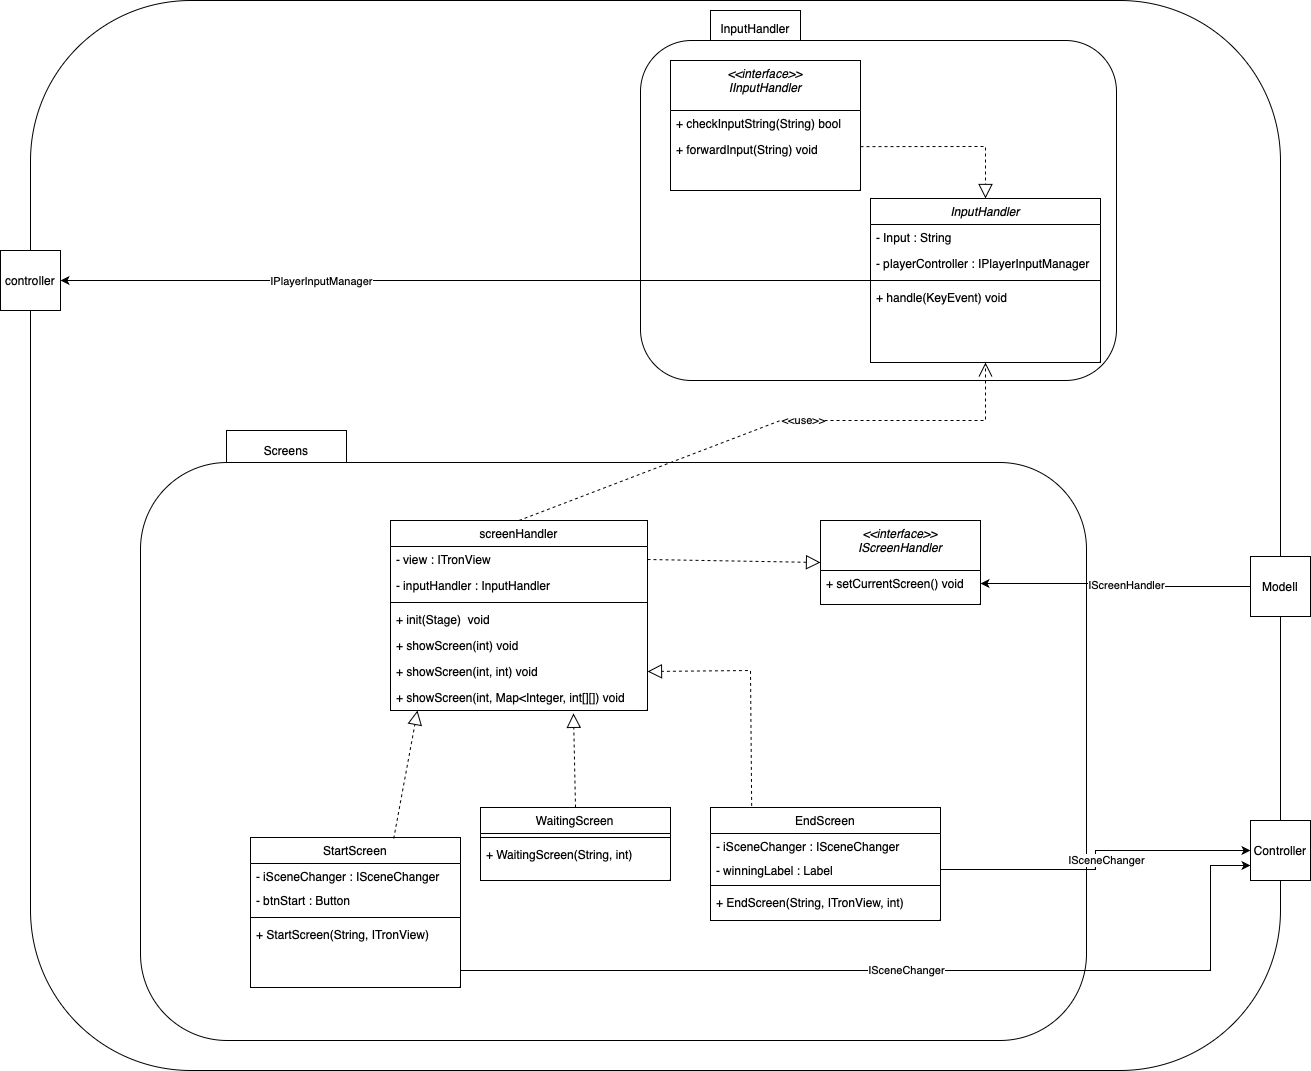 InputHandler
<<interface>>
IInputHandler
+ checkInputString(String) bool
+ forwardInput(String) void
InputHandler
- Input : String
- playerController : IPlayerInputManager
+ handle(KeyEvent) void
controller
IPlayerInputManager
<<use>>
Screens
screenHandler
- view : ITronView
- inputHandler : InputHandler
+ init(Stage)  void
+ showScreen(int) void
+ showScreen(int, int) void
+ showScreen(int, Map<Integer, int[][]) void
<<interface>>
IScreenHandler
+ setCurrentScreen() void
IScreenHandler
Modell
StartScreen
- iSceneChanger : ISceneChanger
- btnStart : Button
+ StartScreen(String, ITronView)
WaitingScreen
+ WaitingScreen(String, int)
EndScreen
- iSceneChanger : ISceneChanger
- winningLabel : Label
+ EndScreen(String, ITronView, int)
ISceneChanger
Controller
ISceneChanger